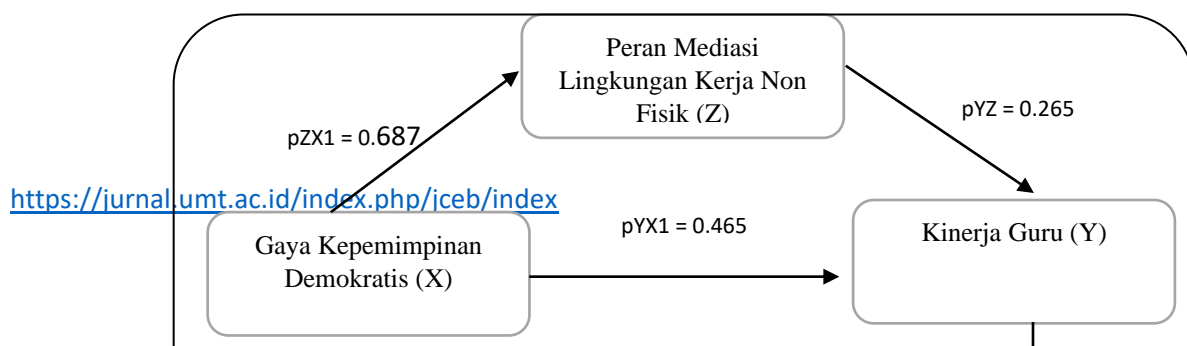 Peran Mediasi
Lingkungan Kerja Non
Fisik (Z)
pZX1 = 0.687
pYZ = 0.265
https://jurnal.umt.ac.id/index.php/jceb/index
Gaya Kepemimpinan
Demokratis (X)
pYX1 = 0.465
Kinerja Guru (Y)